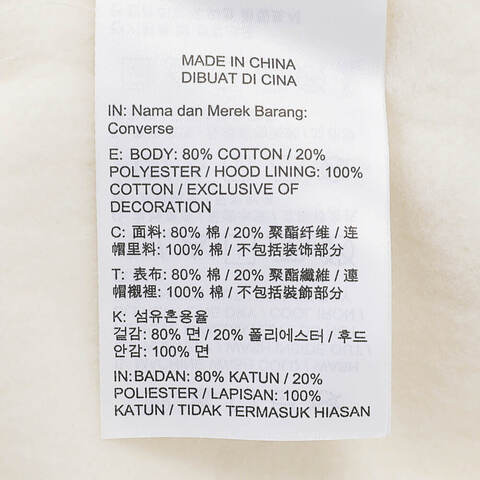 MADE IN CHINA
DIBUAT DI CINA
IN: Nama dan Merek Barang:
Converse
E: BODY: 80% COTTON / 20%
POLYESTER / HOOD LINING: 100%
COTTON / EXCLUSIVE OF
DECORATION
C: 面料: 80% 棉 / 20% 聚酯纤维 / 连
帽里料: 100% 棉 / 不包括装饰部分
T: 表布: 80% 棉 / 20% 聚酯纖維 / 連
帽襯裡: 100% 棉 / 不包括裝飾部分
K: 섬유혼용율
겉감: 80% 면 / 20% 폴리에스터 / 후드
안감: 100% 면
IN:BADAN: 80% KATUN / 20%
POLIESTER / LAPISAN: 100%
KATUN / TIDAK TERMASUK HIASAN